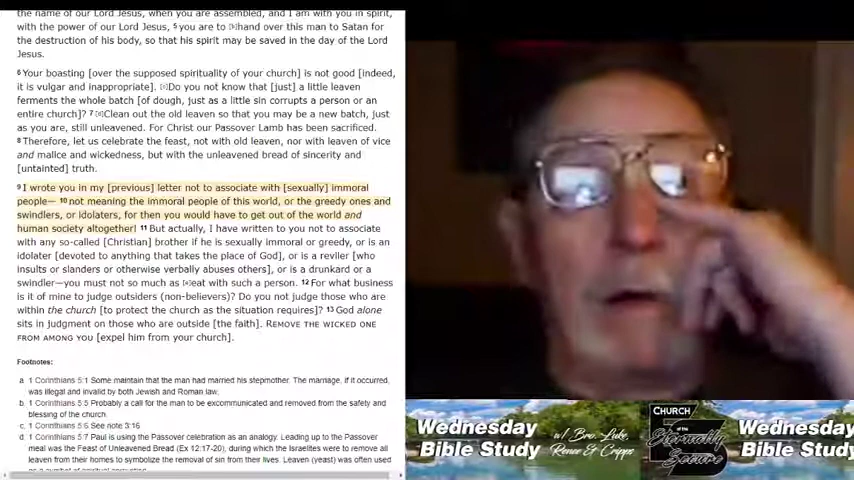 the name of our Lord Jesus, when you are assembled, and I am with you in spirit,
with the power of our Lord Jesus, 5 you are to [b]hand over this man to Satan for
the destruction of his body, so that his spirit may be saved in the day of the Lord
Jesus.
6 Your boasting [over the supposed spirituality of your church] is not good [indeed,
it is vulgar and inappropriate]. [c]Do you not know that [just] a little leaven
ferments the whole batch [of dough, just as a little sin corrupts a person or an
entire church]? 7 [d]Clean out the old leaven so that you may be a new batch, just
as you are, still unleavened. For Christ our Passover Lamb has been sacrificed.
8 Therefore, let us celebrate the feast, not with old leaven, nor with leaven of vice
and malice and wickedness, but with the unleavened bread of sincerity and
[untainted] truth.
9 I wrote you in my [previous] letter not to associate with [sexually] immoral
people— 10 not meaning the immoral people of this world, or the greedy ones and
swindlers, or idolaters, for then you would have to get out of the world and
human society altogether! 11 But actually, I have written to you not to associate
with any so-called [Christian] brother if he is sexually immoral or greedy, or is an
idolater [devoted to anything that takes the place of God], or is a reviler [who
insults or slanders or otherwise verbally abuses others], or is a drunkard or a
swindler—you must not so much as [e]eat with such a person. 12 For what business
is it of mine to judge outsiders (non-believers)? Do you not judge those who are
within the church [to protect the church as the situation requires]? 13 God alone
sits in judgment on those who are outside [the faith]. REMOVE THE WICKED ONE
FROM AMONG YOU [expel him from your church].
Footnotes:
a 1 Corinthians 5:1 Some maintain that the man had married his stepmother. The marriage, if it occurred,
was illegal and invalid by both Jewish and Roman law.
b 1 Corinthians 5:5 Probably a call for the man to be excommunicated and removed from the safety and
blessing of the church.
c 1 Corinthians 5:6 See note 3:16
d 1 Corinthians 5:7 Paul is using the Passover celebration as an analogy. Leading up to the Passover
meal was the Feast of Unleavened Bread (Ex 12:17-20), during which the Israelites were to remove all
leaven from their homes to symbolize the removal of sin from their lives. Leaven (yeast) was often used
Wednesday
Bible Study
w/ Bro. Luke,
Renee & Cripps
CHURCH
of the
Eternally
Secure
Wednesday
Bible Study